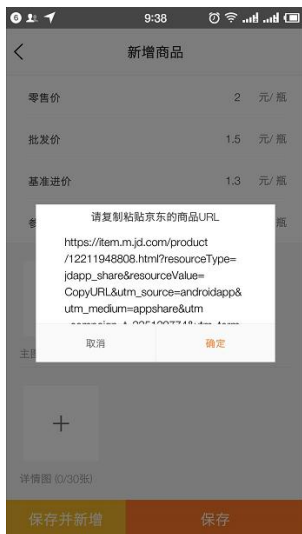 9:38
新增商品
零售价 2 元/瓶
批发价 1.5 元/瓶
基准进价 1.3 元/瓶
瓶
请复制粘贴京东的商品URL
https://item.m.jd.com/product
/12211948808.html?resourceType=
jdapp_share&resourceValue=
CopyURL&utm_source=androidapp&
utm_medium=appshare&utm
取消 确定
主图
+
详情图 (0/30张)
保存并新增 保存